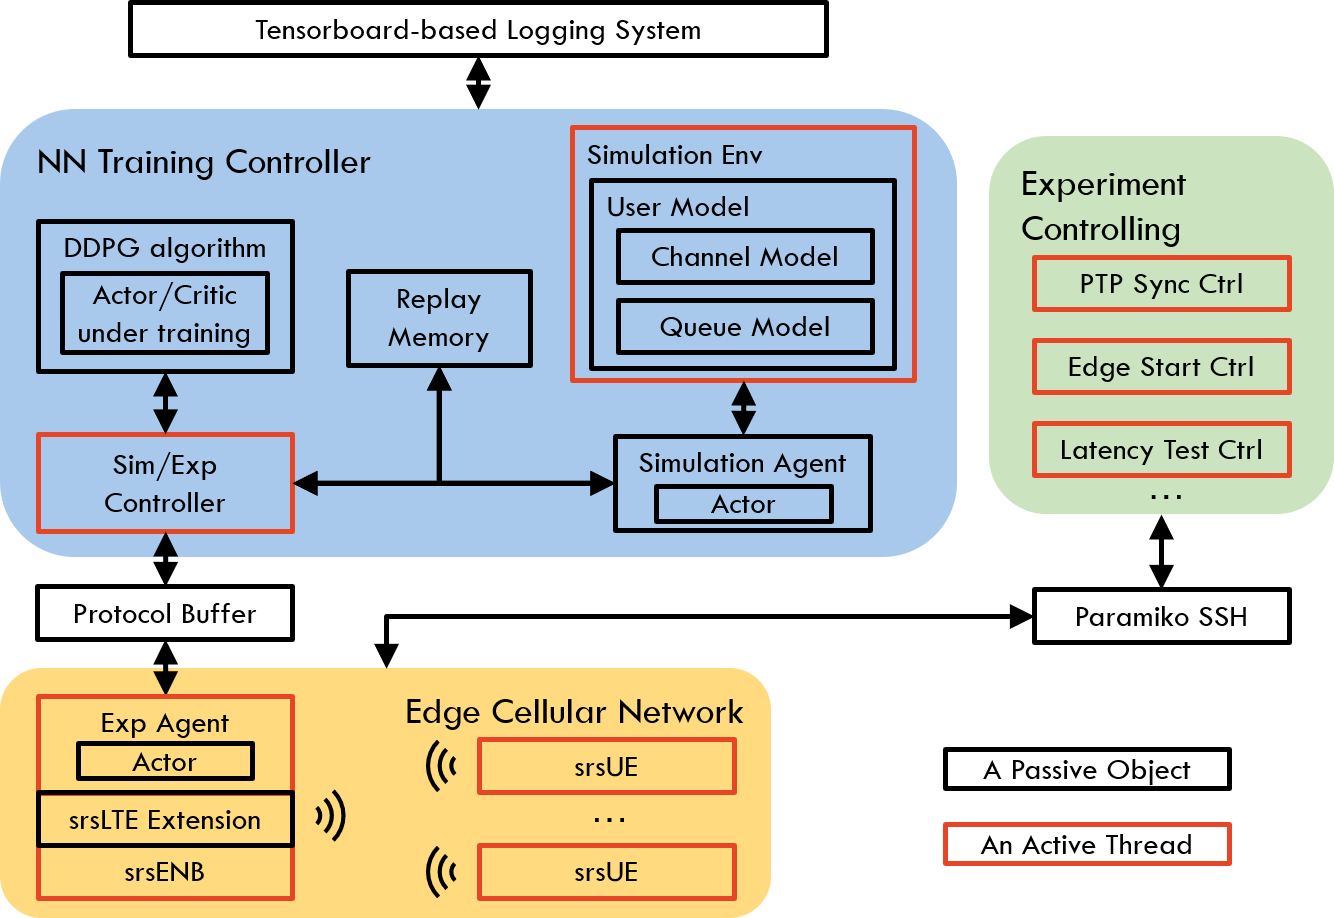 Tensorboard-based Logging System
NN Training Controller
DDPG algorithm
Actor/Critic
under training
Replay
Memory
Simulation Env
User Model
Channel Model
Queue Model
Sim/Exp
Controller
Simulation Agent
Actor
Experiment
Controlling
PTP Sync Ctrl
Edge Start Ctrl
Latency Test Ctrl
...
Protocol Buffer
Paramiko SSH
Edge Cellular Network
Exp Agent
Actor
srsLTE Extension
srsENB
srsUE
...
srsUE
A Passive Object
An Active Thread